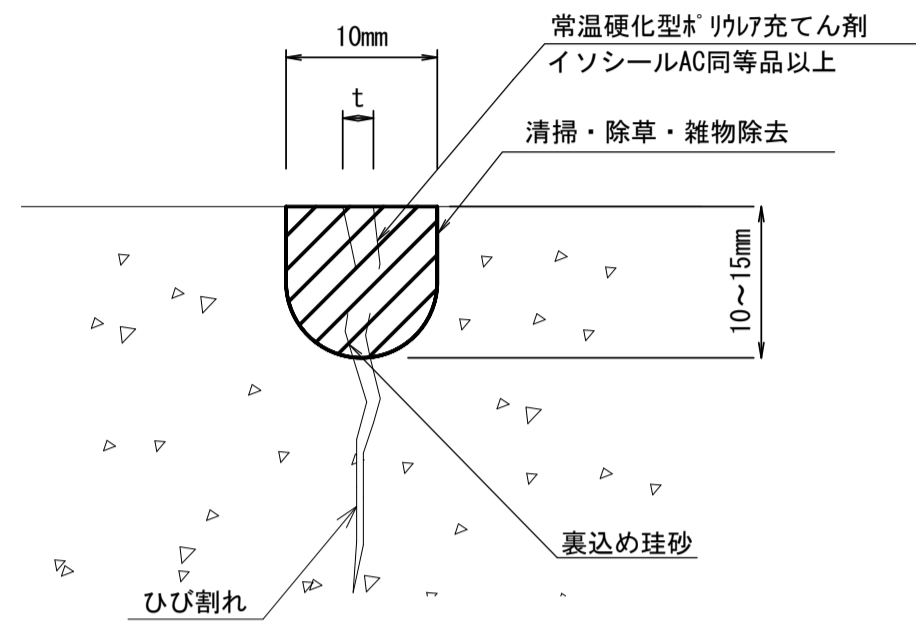 10mm
常温硬化型ﾎﾟﾘｳﾚｱ充てん剤
イソシールAC同等品以上
t
清掃・除草・雑物除去
10～15mm
裏込め珪砂
ひび割れ